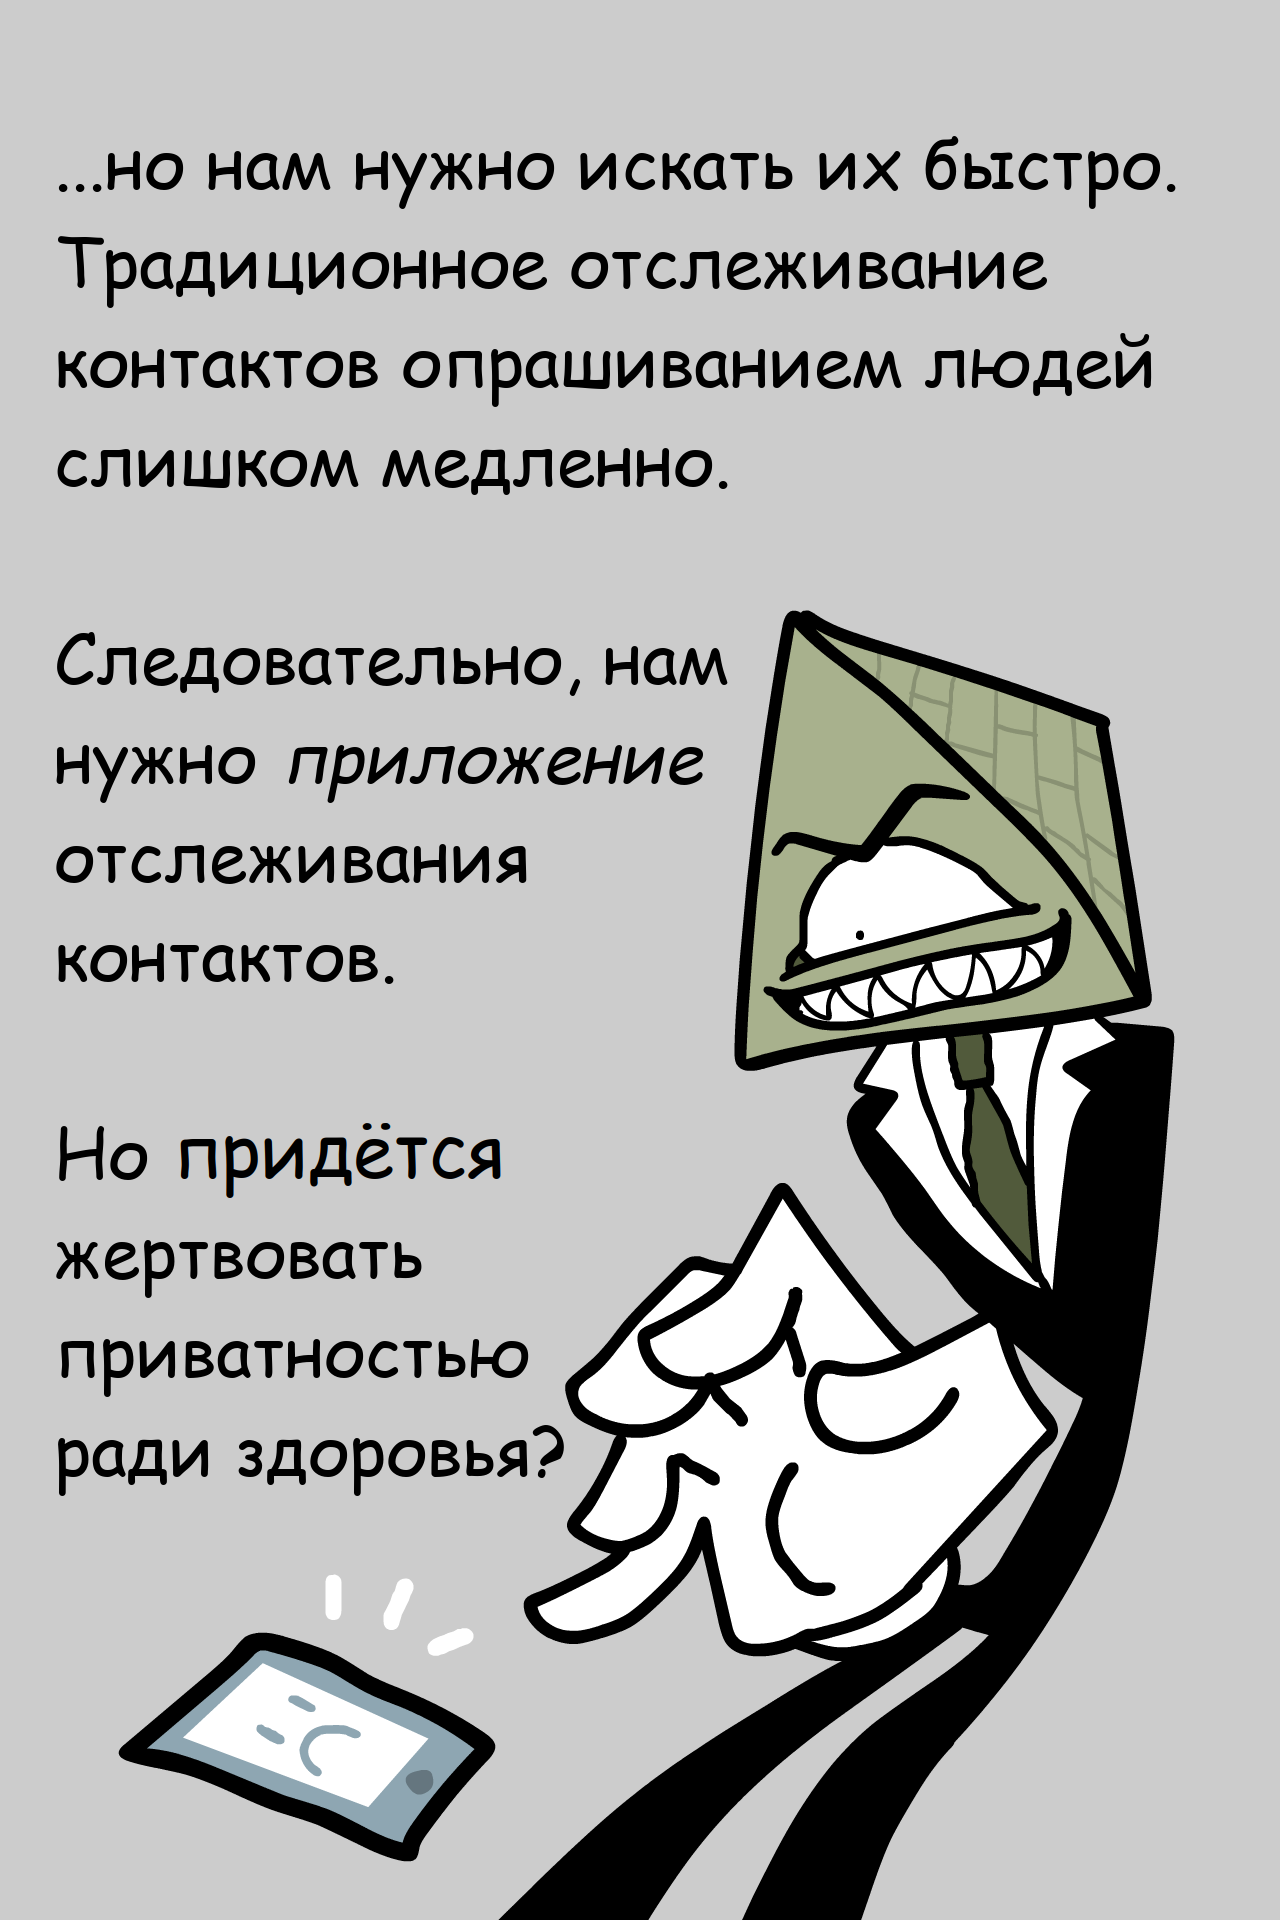 ...но нам нужно искать их быстро.
Традиционное отслеживание
контактов опрашиванием людей
слишком медленно.
Следовательно, нам
нужно приложение
отслеживания
контактов.
Но придётся
жертвовать
приватностью
ради здоровья?